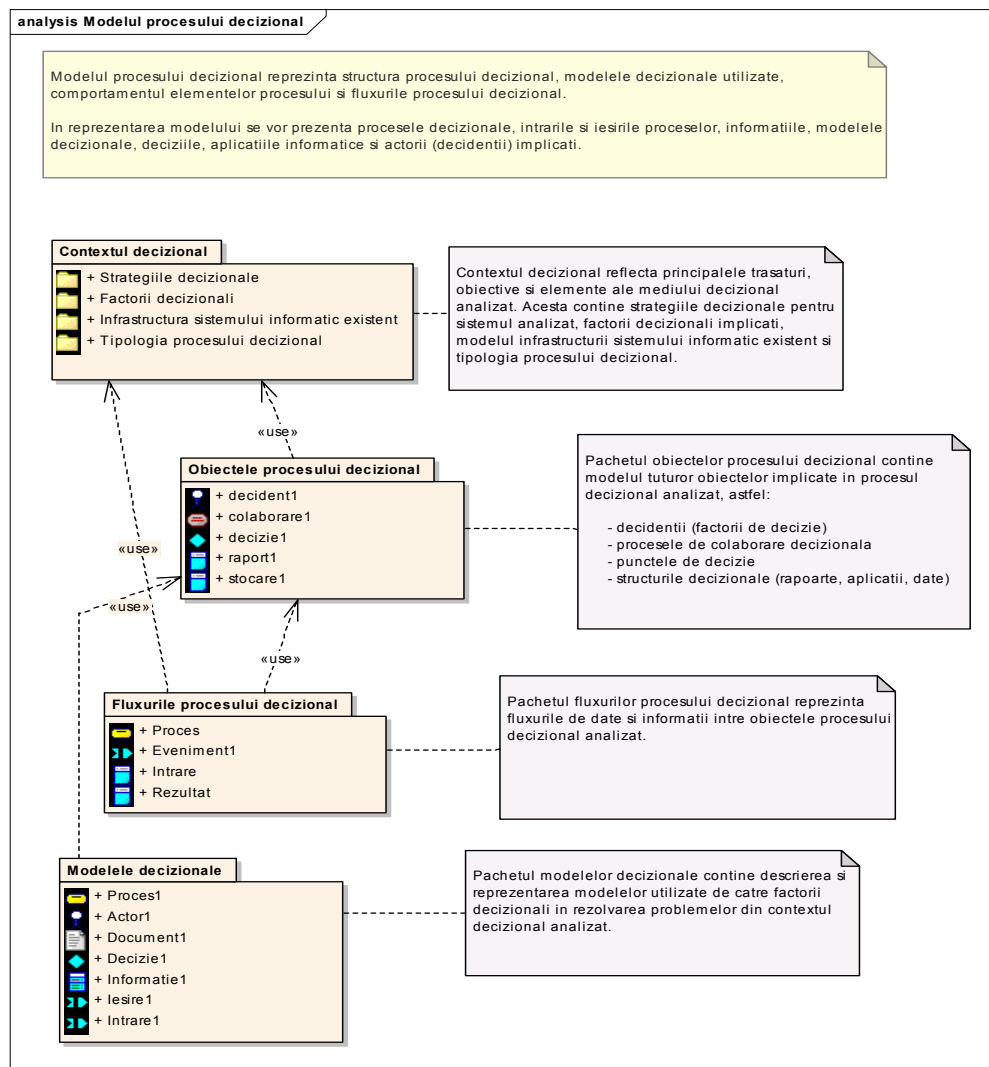 analysis Modelul procesului decizional
Modelul procesului decizional reprezinta structura procesului decizional, modelele decizionale utilizate,
comportamentul elementelor procesului si fluxurile procesului decizional.
In reprezentarea modelului se vor prezenta procesele decizionale, intrarile si iesirile proceselor, informatiile, modelele
decizionale, deciziile, aplicatiile informatice si actorii (decidentii) implicati.
Contextul decizional
+ Strategiile decizionale
+ Factorii decizionali
+ Infrastructura sistemului informatic existent
+ Tipologia procesului decizional
Contextul decizional reflecta principalele trasaturi,
obiective si elemente ale mediului decizional
analizat. Acesta contine strategiile decizionale pentru
sistemul analizat, factorii decizionali implicati,
modelul infrastructurii sistemului informatic existent si
tipologia procesului decizional.
«use»
Obiectele procesului decizional
+ decident1
+ colaborare1
+ decizie1
+ raport1
+ stocare1
Pachetul obiectelor procesului decizional contine
modelul tuturor obiectelor implicate in procesul
decizional analizat, astfel:
- decidentii (factorii de decizie)
- procesele de colaborare decizionala
- punctele de decizie
- structurile decizionale (rapoarte, aplicatii, date)
«use»
«use»
«use»
Fluxurile procesului decizional
+ Proces
+ Eveniment1
+ Intrare
+ Rezultat
Pachetul fluxurilor procesului decizional reprezinta
fluxurile de date si informatii intre obiectele procesului
decizional analizat.
Modelele decizionale
+ Proces1
+ Actor1
+ Document1
+ Decizie1
+ Informatie1
+ Iesire1
+ Intrare1
Pachetul modelelor decizionale contine descrierea si
reprezentarea modelelor utilizate de catre factorii
decizionali in rezolvarea problemelor din contextul
decizional analizat.